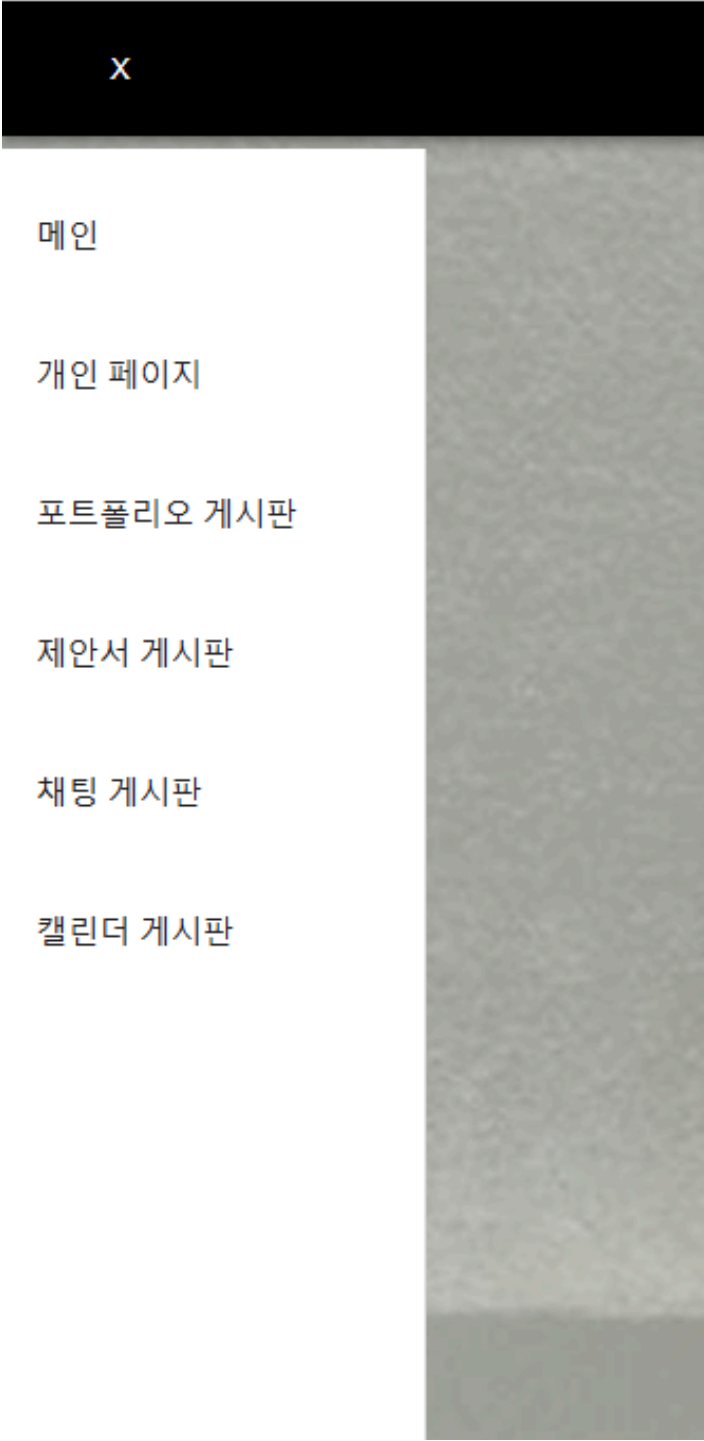 x
메인
개인 페이지
포트폴리오 게시판
제안서 게시판
채팅 게시판
캘린더 게시판